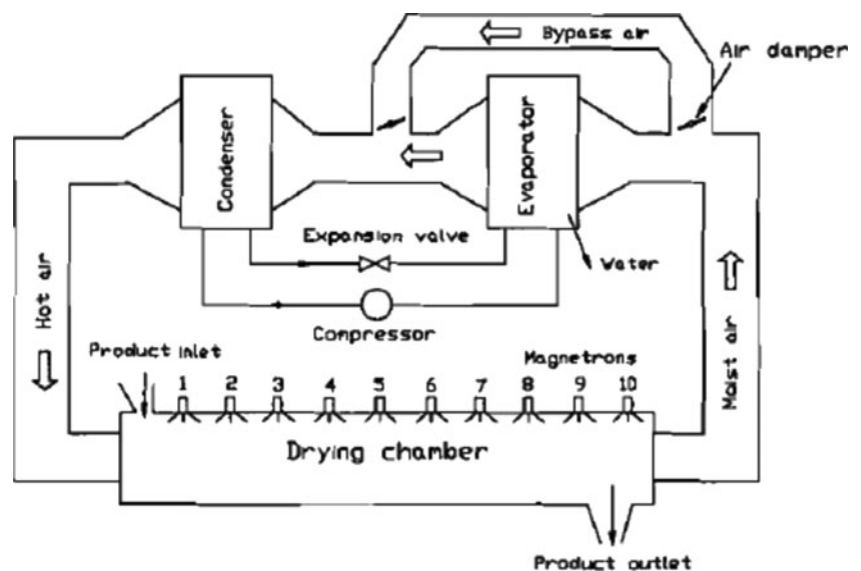 Bypass air
Air damper
Condenser
Evaporator
Expansion valve
Water
Compressor
Hot air
Moist air
Product inlet
Magnetrons
1 2 3 4 5 6 7 8 9 10
Drying chamber
Product outlet